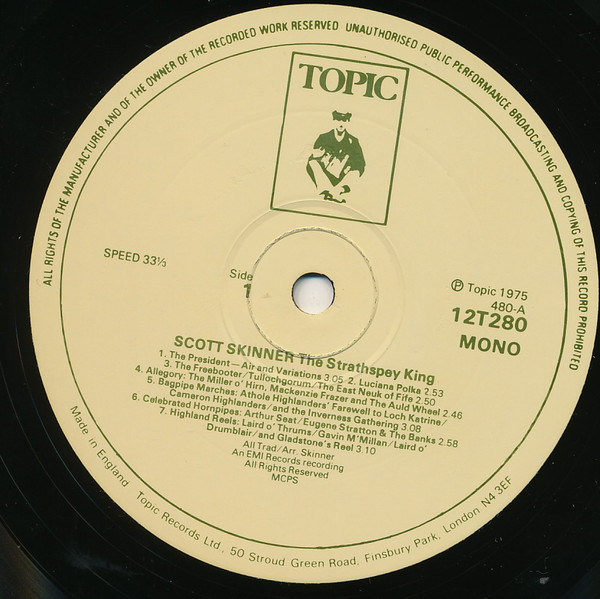 ALL RIGHTS OF THE MANUFACTURER AND OF THE OWNER OF THE RECORDED WORK RESERVED UNAUTHORISED PUBLIC PERFORMANCE BROADCASTING AND COPYING OF THIS RECORD PROHIBITED
TOPIC
SPEED 33⅓
Side
1
℗ Topic 1975
480-A
12T280
MONO
SCOTT SKINNER The Strathspey King
1. The President—Air and Variations 3.05 2. Luciana Polka 2.53
3. The Freebooter/Tullochgorum/The East Neuk of Fife 2.50
4. Allegory: The Miller o' Hirn, Mackenzie Frazer and The Auld Wheel 2.46
5. Bagpipe Marches: Athole Highlanders' Farewell to Loch Katrine/
Cameron Highlanders/and the Inverness Gathering 3.08
6. Celebrated Hornpipes: Arthur Seat/Eugene Stratton & The Banks 2.58
7. Highland Reels: Laird o' Thrums/Gavin M'Millan/Laird o'
Drumblair/and Gladstone's Reel 3.10
All Trad/Arr. Skinner
An EMI Records recording
All Rights Reserved
MCPS
Made in England Topic Records Ltd., 50 Stroud Green Road, Finsbury Park, London N4 3EF